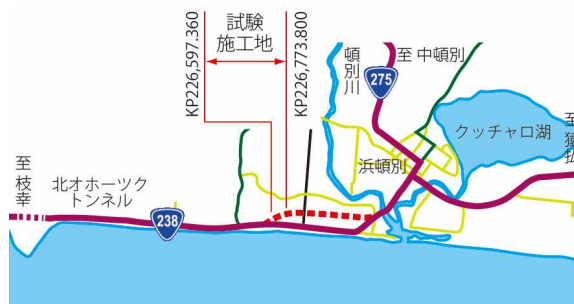 試験
施工地
KP226,597.360
KP226,773.800
頓別川
至 中頓別
275
クッチャロ湖
至 猿払
浜頓別
至 枝幸
北オホーツク
トンネル
238